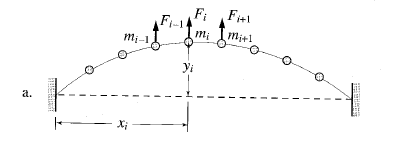 F_{i-1} F_i F_{i+1}
m_{i-1} m_i m_{i+1}
y_i
a.
x_i